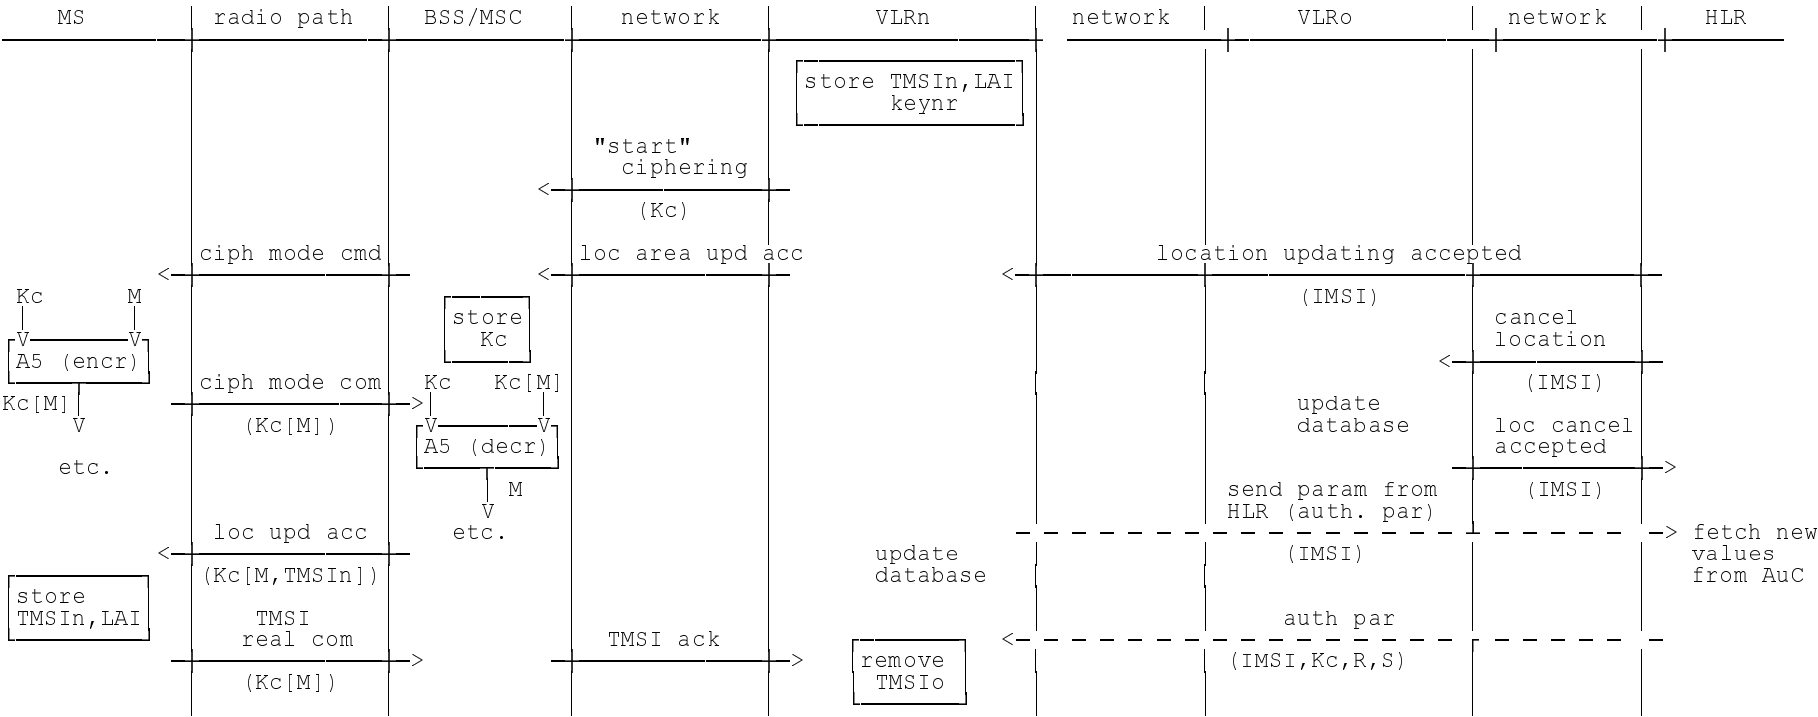 MS radio path BSS/MSC network VLRn network VLRo network HLR
store TMSIn,LAI
keynr
"start"
ciphering
(Kc)
ciph mode cmd loc area upd acc location updating accepted
Kc M (IMSI)
store cancel
Kc location
V V
A5 (encr)
ciph mode com Kc Kc[M] (IMSI)
Kc[M] update
V (Kc[M]) V V database loc cancel
A5 (decr) accepted
etc.
M send param from (IMSI)
V HLR (auth. par)
loc upd acc etc. fetch new
update (IMSI) values
(Kc[M,TMSIn]) database from AuC
store
TMSIn,LAI TMSI auth par
real com TMSI ack
remove (IMSI,Kc,R,S)
(Kc[M]) TMSIo